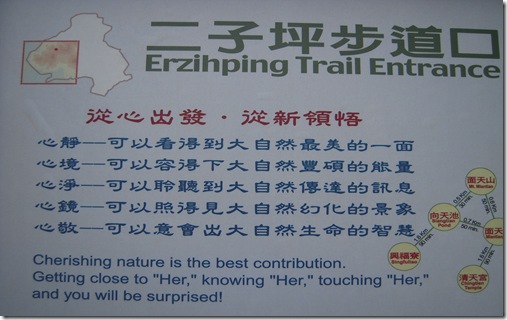 二子坪步道口
Erzihping Trail Entrance
從心出發・從新領悟
心靜──可以看得到大自然最美的一面
心境──可以容得下大自然豐碩的能量
心淨──可以聆聽到大自然傳達的訊息
心鏡──可以照得見大自然幻化的景象
心敬──可以意會出大自然生命的智慧
Cherishing nature is the best contribution.
Getting close to "Her," knowing "Her," touching "Her,"
and you will be surprised!
面天山
Mt. Miantian
向天池
興福寮
Singfuliao
清天宮
Temple